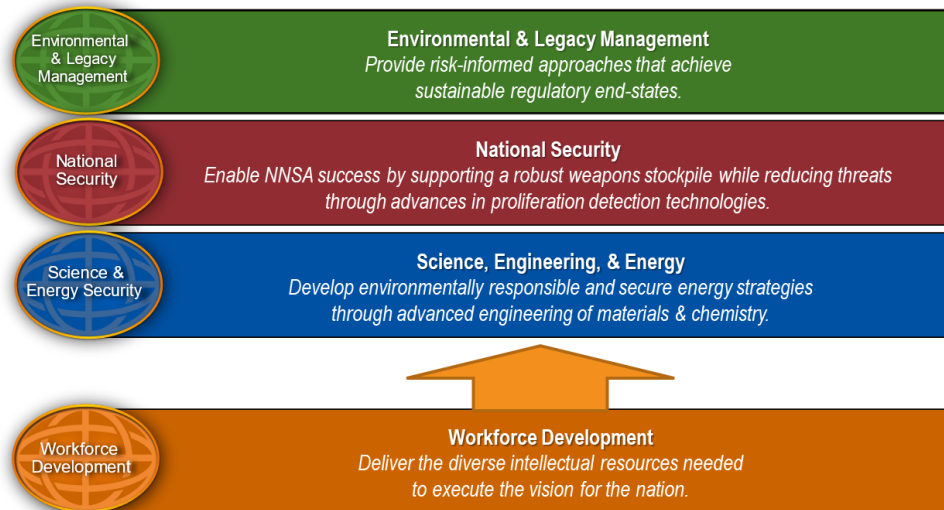 Environmental
& Legacy
Management
Environmental & Legacy Management
Provide risk-informed approaches that achieve
sustainable regulatory end-states.
National
Security
National Security
Enable NNSA success by supporting a robust weapons stockpile while reducing threats
through advances in proliferation detection technologies.
Science &
Energy Security
Science, Engineering, & Energy
Develop environmentally responsible and secure energy strategies
through advanced engineering of materials & chemistry.
Workforce
Development
Workforce Development
Deliver the diverse intellectual resources needed
to execute the vision for the nation.